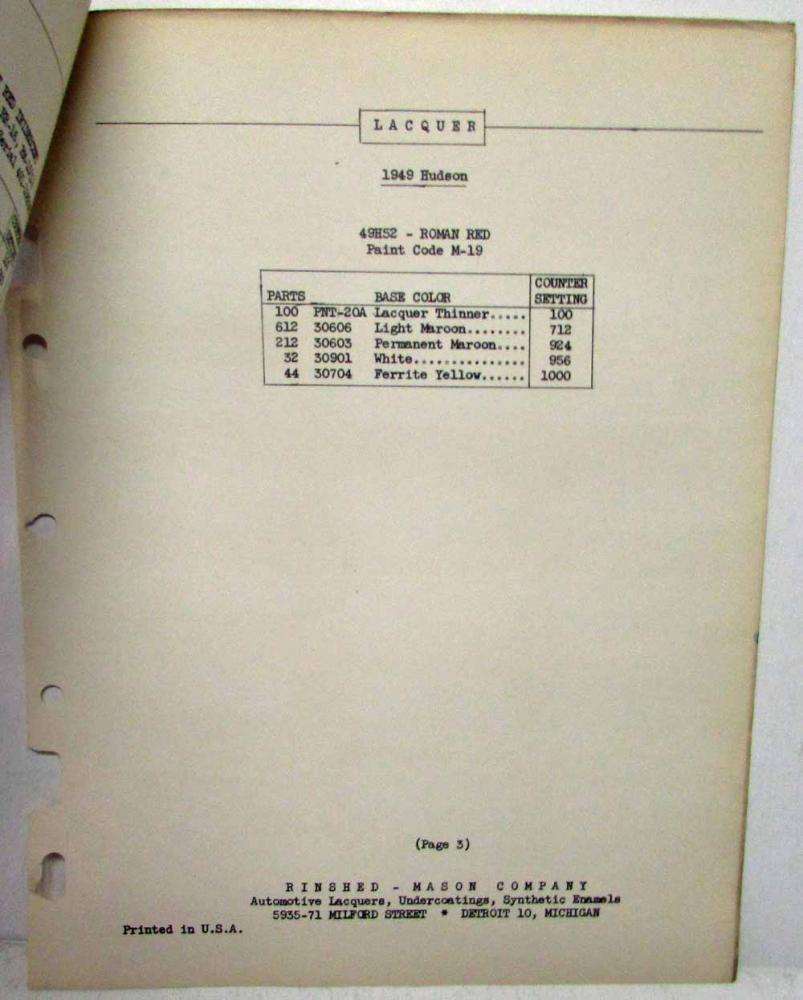 LACQUER
1949 Hudson
49H52 - ROMAN RED
Paint Code M-19
PARTS BASE COLOR COUNTER SETTING
100 PNT-20A Lacquer Thinner..... 100
612 30606 Light Maroon........ 712
212 30603 Permanent Maroon.... 924
32 30901 White............... 956
44 30704 Ferrite Yellow...... 1000
(Page 3)
RINSHED - MASON COMPANY
Automotive Lacquers, Undercoatings, Synthetic Enamels
5935-71 MILFORD STREET * DETROIT 10, MICHIGAN
Printed in U.S.A.